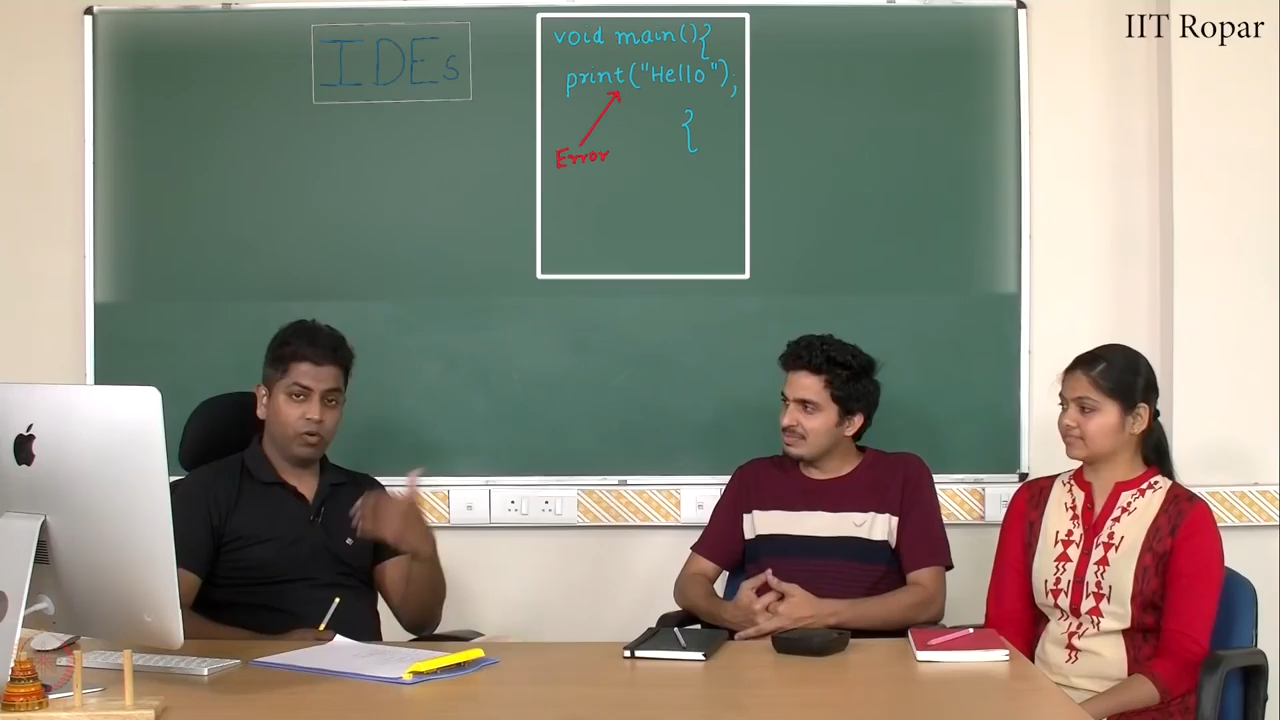 IIT Ropar
IDEs
void main(){
print("Hello");
{
Error